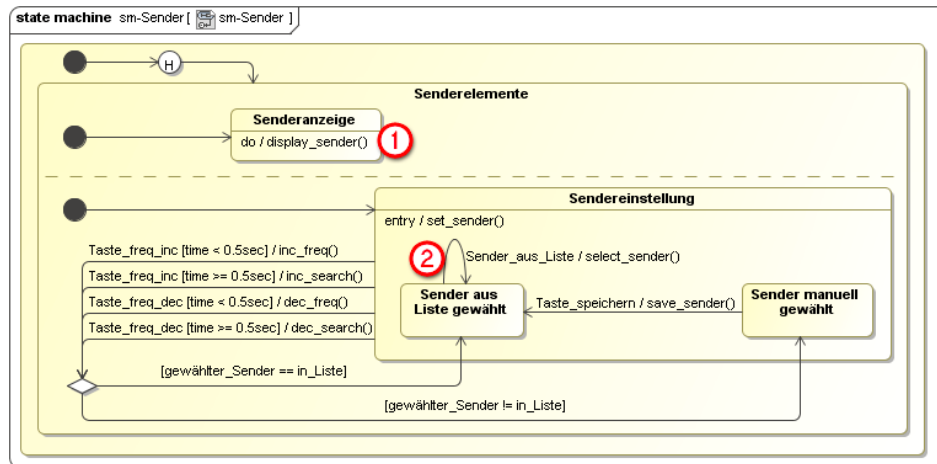 state machine sm-Sender [ sm-Sender ]
H
Senderelemente
Senderanzeige
do / display_sender()
1
Sendereinstellung
entry / set_sender()
Taste_freq_inc [time < 0.5sec] / inc_freq()
2
Sender_aus_Liste / select_sender()
Taste_freq_inc [time >= 0.5sec] / inc_search()
Taste_freq_dec [time < 0.5sec] / dec_freq()
Taste_freq_dec [time >= 0.5sec] / dec_search()
Sender aus
Liste gewählt
Taste_speichern / save_sender()
Sender manuell
gewählt
[gewählter_Sender == in_Liste]
[gewählter_Sender != in_Liste]